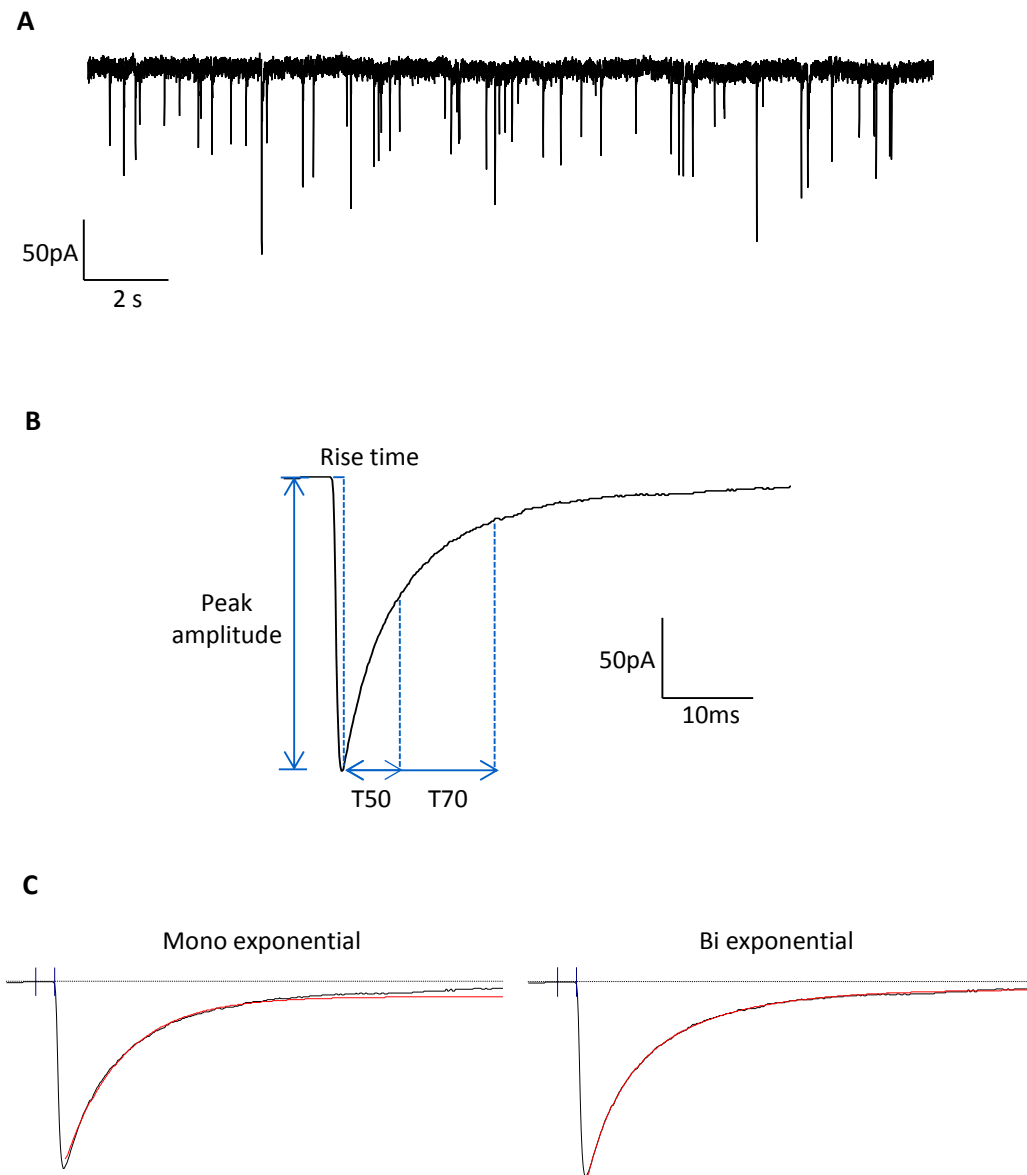 A
50pA
2 s
B
Rise time
Peak
amplitude
50pA
10ms
T50
T70
C
Mono exponential
Bi exponential